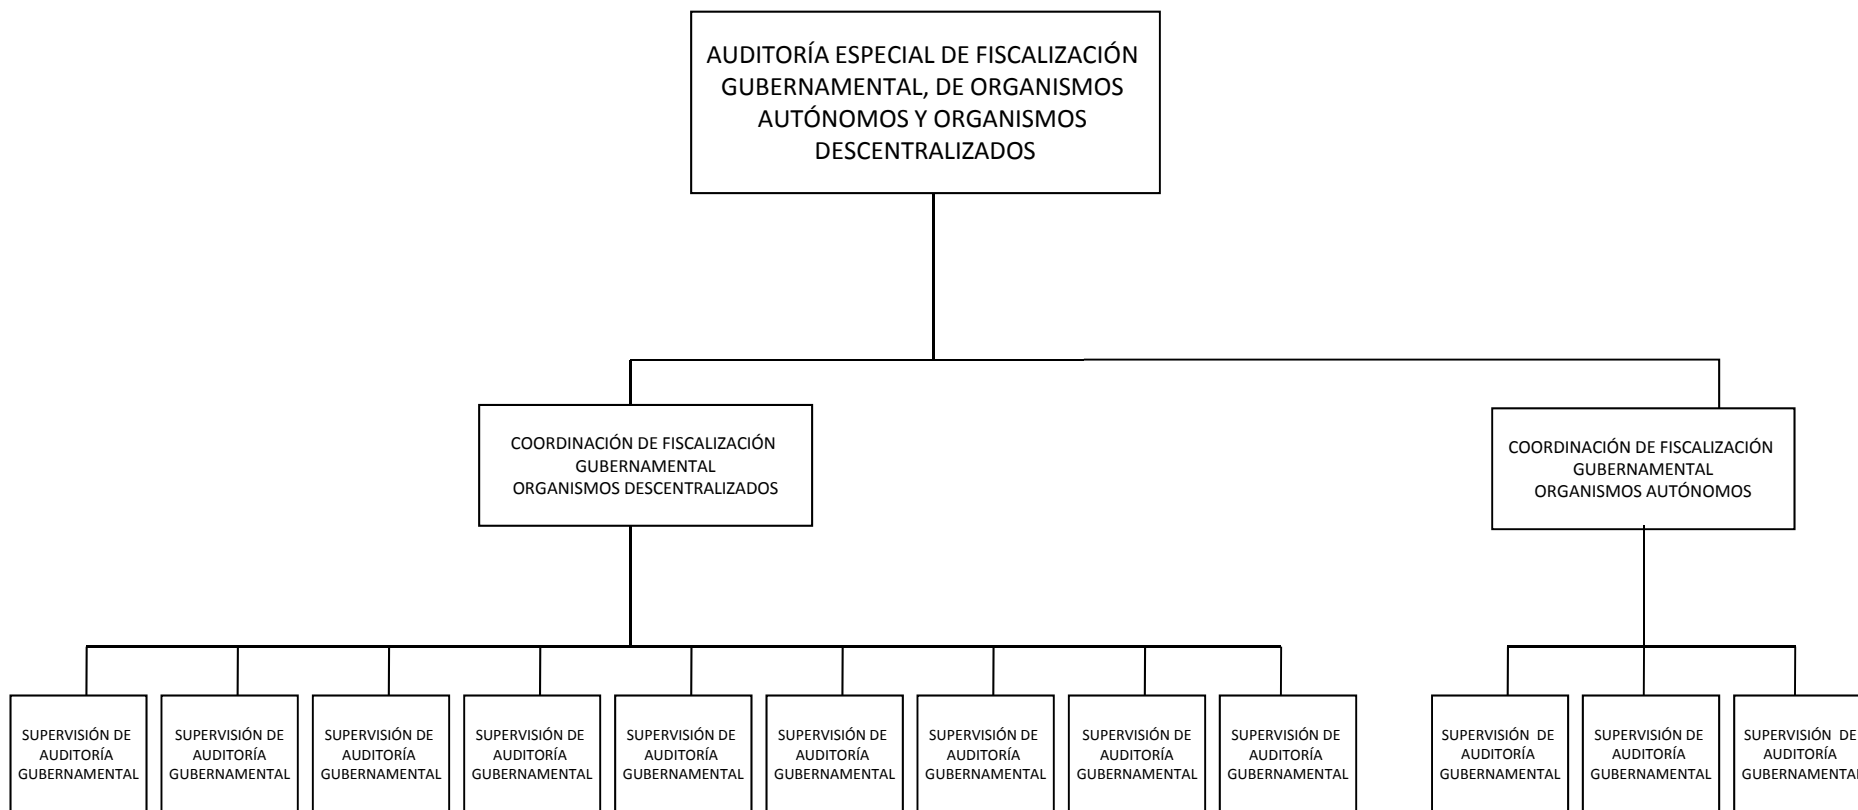 AUDITORÍA ESPECIAL DE FISCALIZACIÓN
GUBERNAMENTAL, DE ORGANISMOS
AUTÓNOMOS Y ORGANISMOS
DESCENTRALIZADOS
COORDINACIÓN DE FISCALIZACIÓN
GUBERNAMENTAL
ORGANISMOS DESCENTRALIZADOS
COORDINACIÓN DE FISCALIZACIÓN
GUBERNAMENTAL
ORGANISMOS AUTÓNOMOS
SUPERVISIÓN DE
AUDITORÍA
GUBERNAMENTAL
SUPERVISIÓN DE
AUDITORÍA
GUBERNAMENTAL
SUPERVISIÓN DE
AUDITORÍA
GUBERNAMENTAL
SUPERVISIÓN DE
AUDITORÍA
GUBERNAMENTAL
SUPERVISIÓN DE
AUDITORÍA
GUBERNAMENTAL
SUPERVISIÓN DE
AUDITORÍA
GUBERNAMENTAL
SUPERVISIÓN DE
AUDITORÍA
GUBERNAMENTAL
SUPERVISIÓN DE
AUDITORÍA
GUBERNAMENTAL
SUPERVISIÓN DE
AUDITORÍA
GUBERNAMENTAL
SUPERVISIÓN DE
AUDITORÍA
GUBERNAMENTAL
SUPERVISIÓN DE
AUDITORÍA
GUBERNAMENTAL
SUPERVISIÓN DE
AUDITORÍA
GUBERNAMENTAL